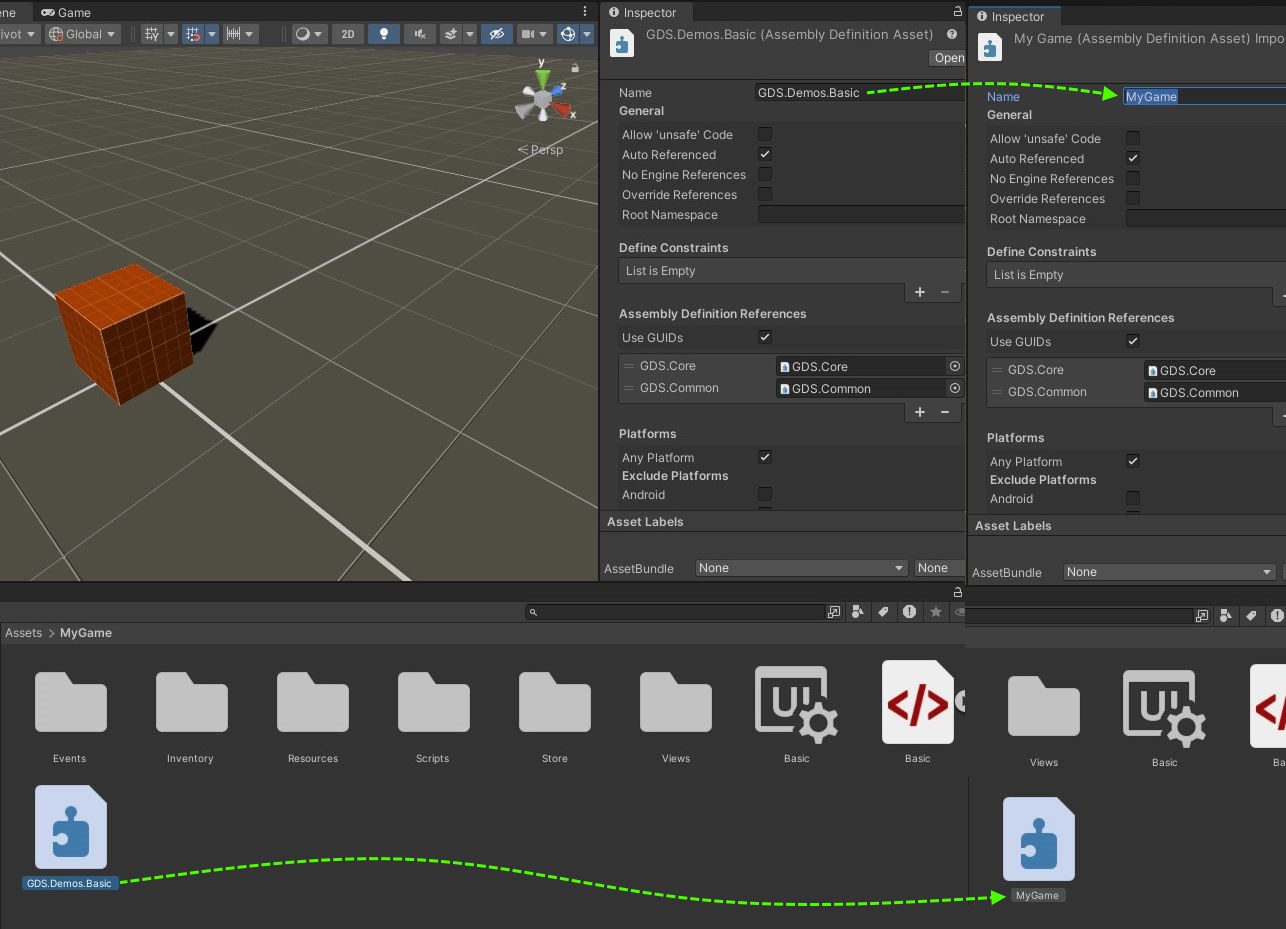 ne
Game
ivot
Global
2D
y
z
x
Persp
Inspector
GDS.Demos.Basic (Assembly Definition Asset)
Open
Name GDS.Demos.Basic
General
Allow 'unsafe' Code
Auto Referenced
No Engine References
Override References
Root Namespace
Define Constraints
List is Empty
Assembly Definition References
Use GUIDs
GDS.Core GDS.Core
GDS.Common GDS.Common
Platforms
Any Platform
Exclude Platforms
Android
Asset Labels
AssetBundle None None
Inspector
My Game (Assembly Definition Asset) Impo
Name MyGame
General
Allow 'unsafe' Code
Auto Referenced
No Engine References
Override References
Root Namespace
Define Constraints
List is Empty
Assembly Definition References
Use GUIDs
GDS.Core GDS.Core
GDS.Common GDS.Common
Platforms
Any Platform
Exclude Platforms
Android
Asset Labels
AssetBundle None
Assets > MyGame
UI </> UI
Events Inventory Resources Scripts Store Views Basic Basic Views Basic Ba
GDS.Demos.Basic
MyGame